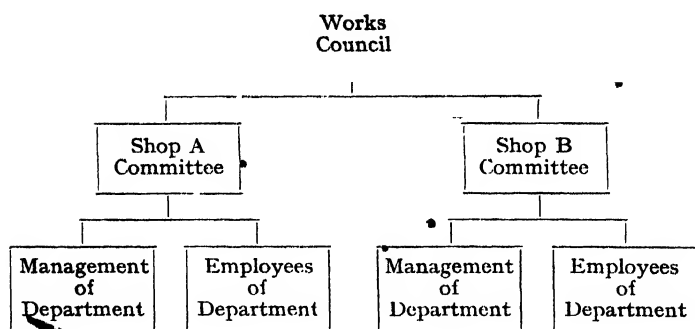 Works
Council
Shop A
Committee
Shop B
Committee
Management
of
Department
Employees
of
Department
Management
of
Department
Employees
of
Department